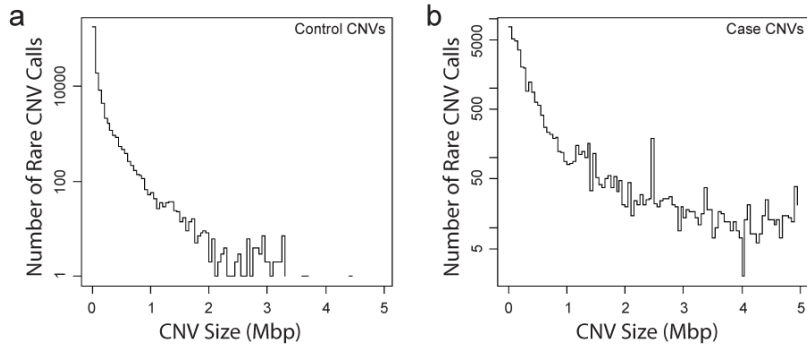 a
Control CNVs
Number of Rare CNV Calls
10000
100
1
0 1 2 3 4 5
CNV Size (Mbp)
b
Case CNVs
Number of Rare CNV Calls
5000
500
50
5
0 1 2 3 4 5
CNV Size (Mbp)